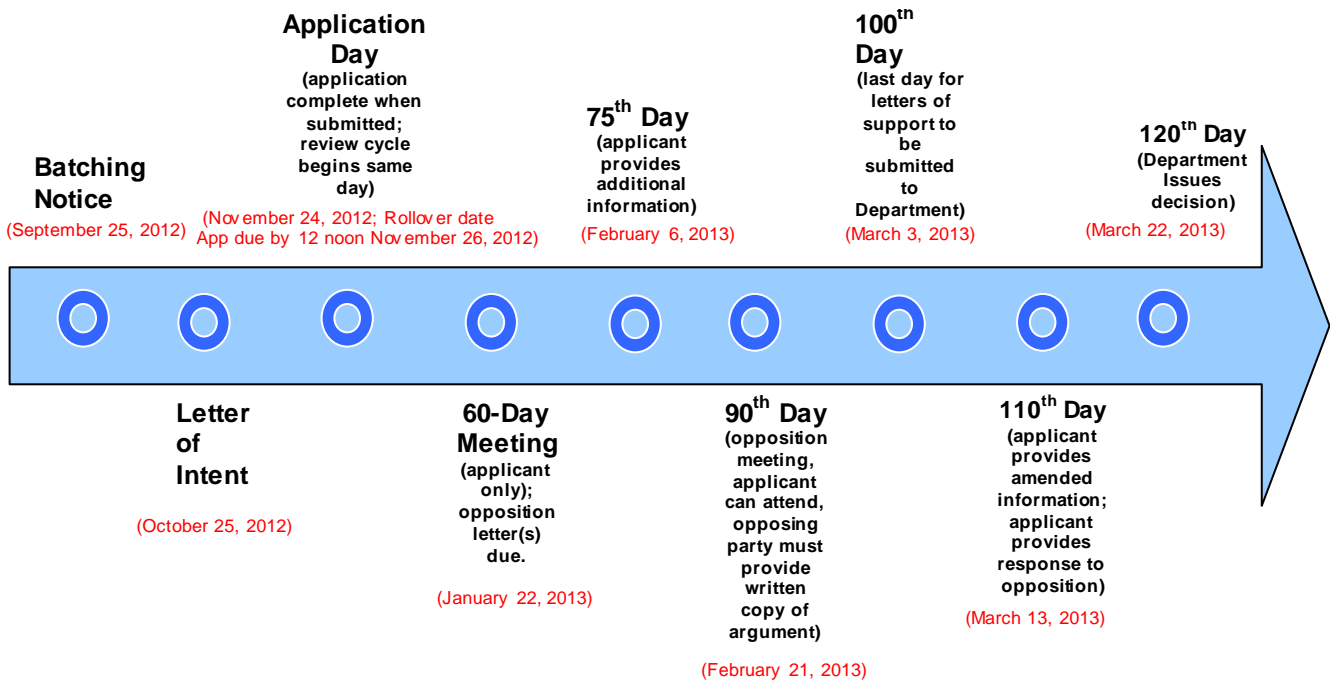 Batching
Notice
(September 25, 2012)
Letter
of
Intent
(October 25, 2012)
Application
Day
(application
complete when
submitted;
review cycle
begins same
day)
(November 24, 2012; Rollover date
App due by 12 noon November 26, 2012)
60-Day
Meeting
(applicant
only);
opposition
letter(s)
due.
(January 22, 2013)
75th Day
(applicant
provides
additional
information)
(February 6, 2013)
90th Day
(opposition
meeting,
applicant
can attend,
opposing
party must
provide
written
copy of
argument)
(February 21, 2013)
100th
Day
(last day for
letters of
support to
be
submitted
to
Department)
(March 3, 2013)
110th Day
(applicant
provides
amended
information;
applicant
provides
response to
opposition)
(March 13, 2013)
120th Day
(Department
Issues
decision)
(March 22, 2013)